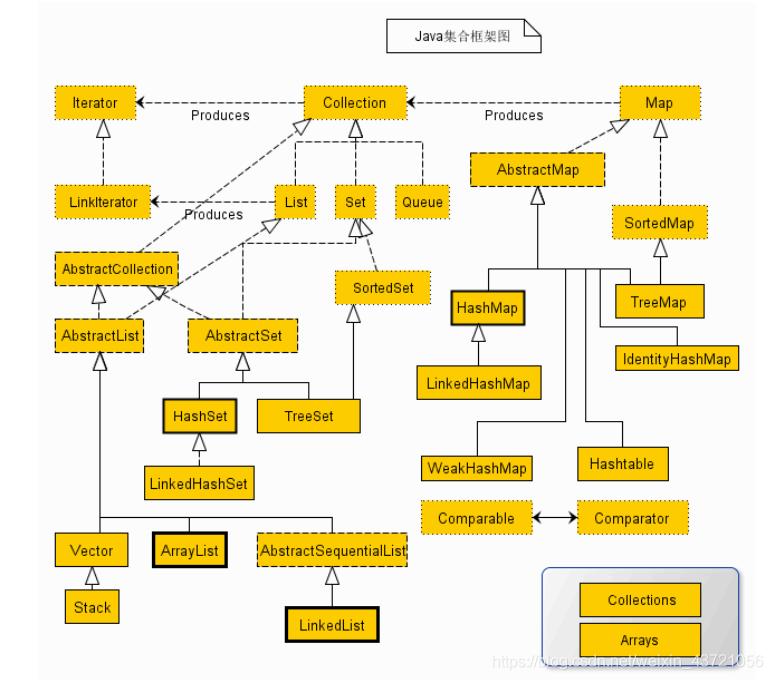 Java集合框架图
Iterator
Produces
Collection
Produces
Map
AbstractMap
LinkIterator
Produces
List
Set
Queue
SortedMap
AbstractCollection
SortedSet
HashMap
TreeMap
AbstractList
AbstractSet
IdentityHashMap
LinkedHashMap
HashSet
TreeSet
WeakHashMap
Hashtable
LinkedHashSet
Comparable
Comparator
Vector
ArrayList
AbstractSequentialList
Stack
LinkedList
Collections
Arrays
https://blog.csdn.net/weixin_43721056